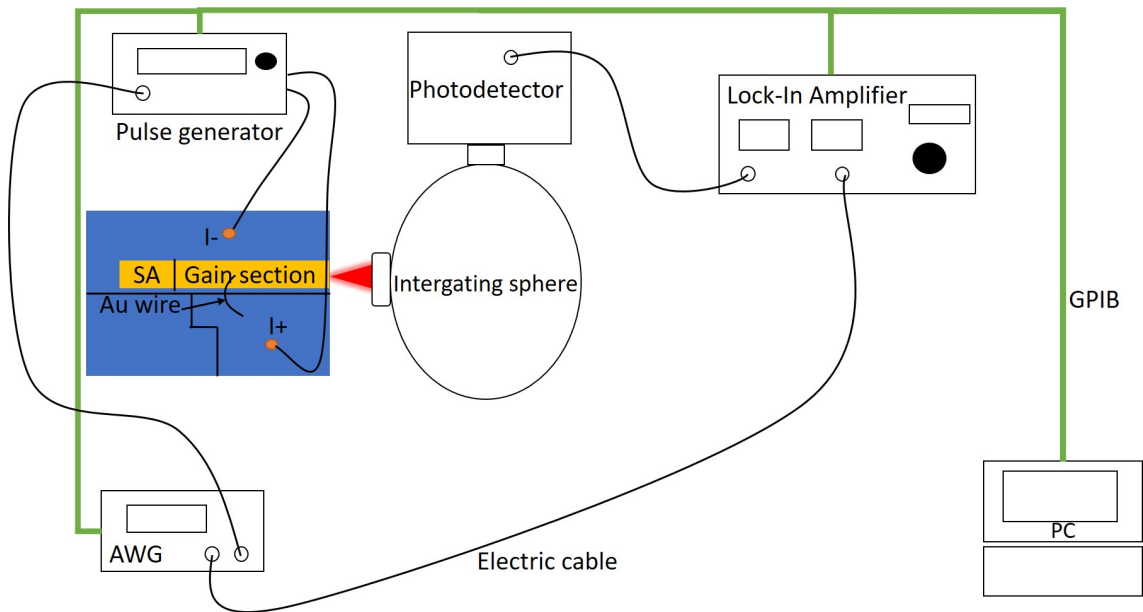 Pulse generator
Photodetector
Lock-In Amplifier
I-
SA
Gain section
Au wire
I+
Intergating sphere
GPIB
AWG
Electric cable
PC